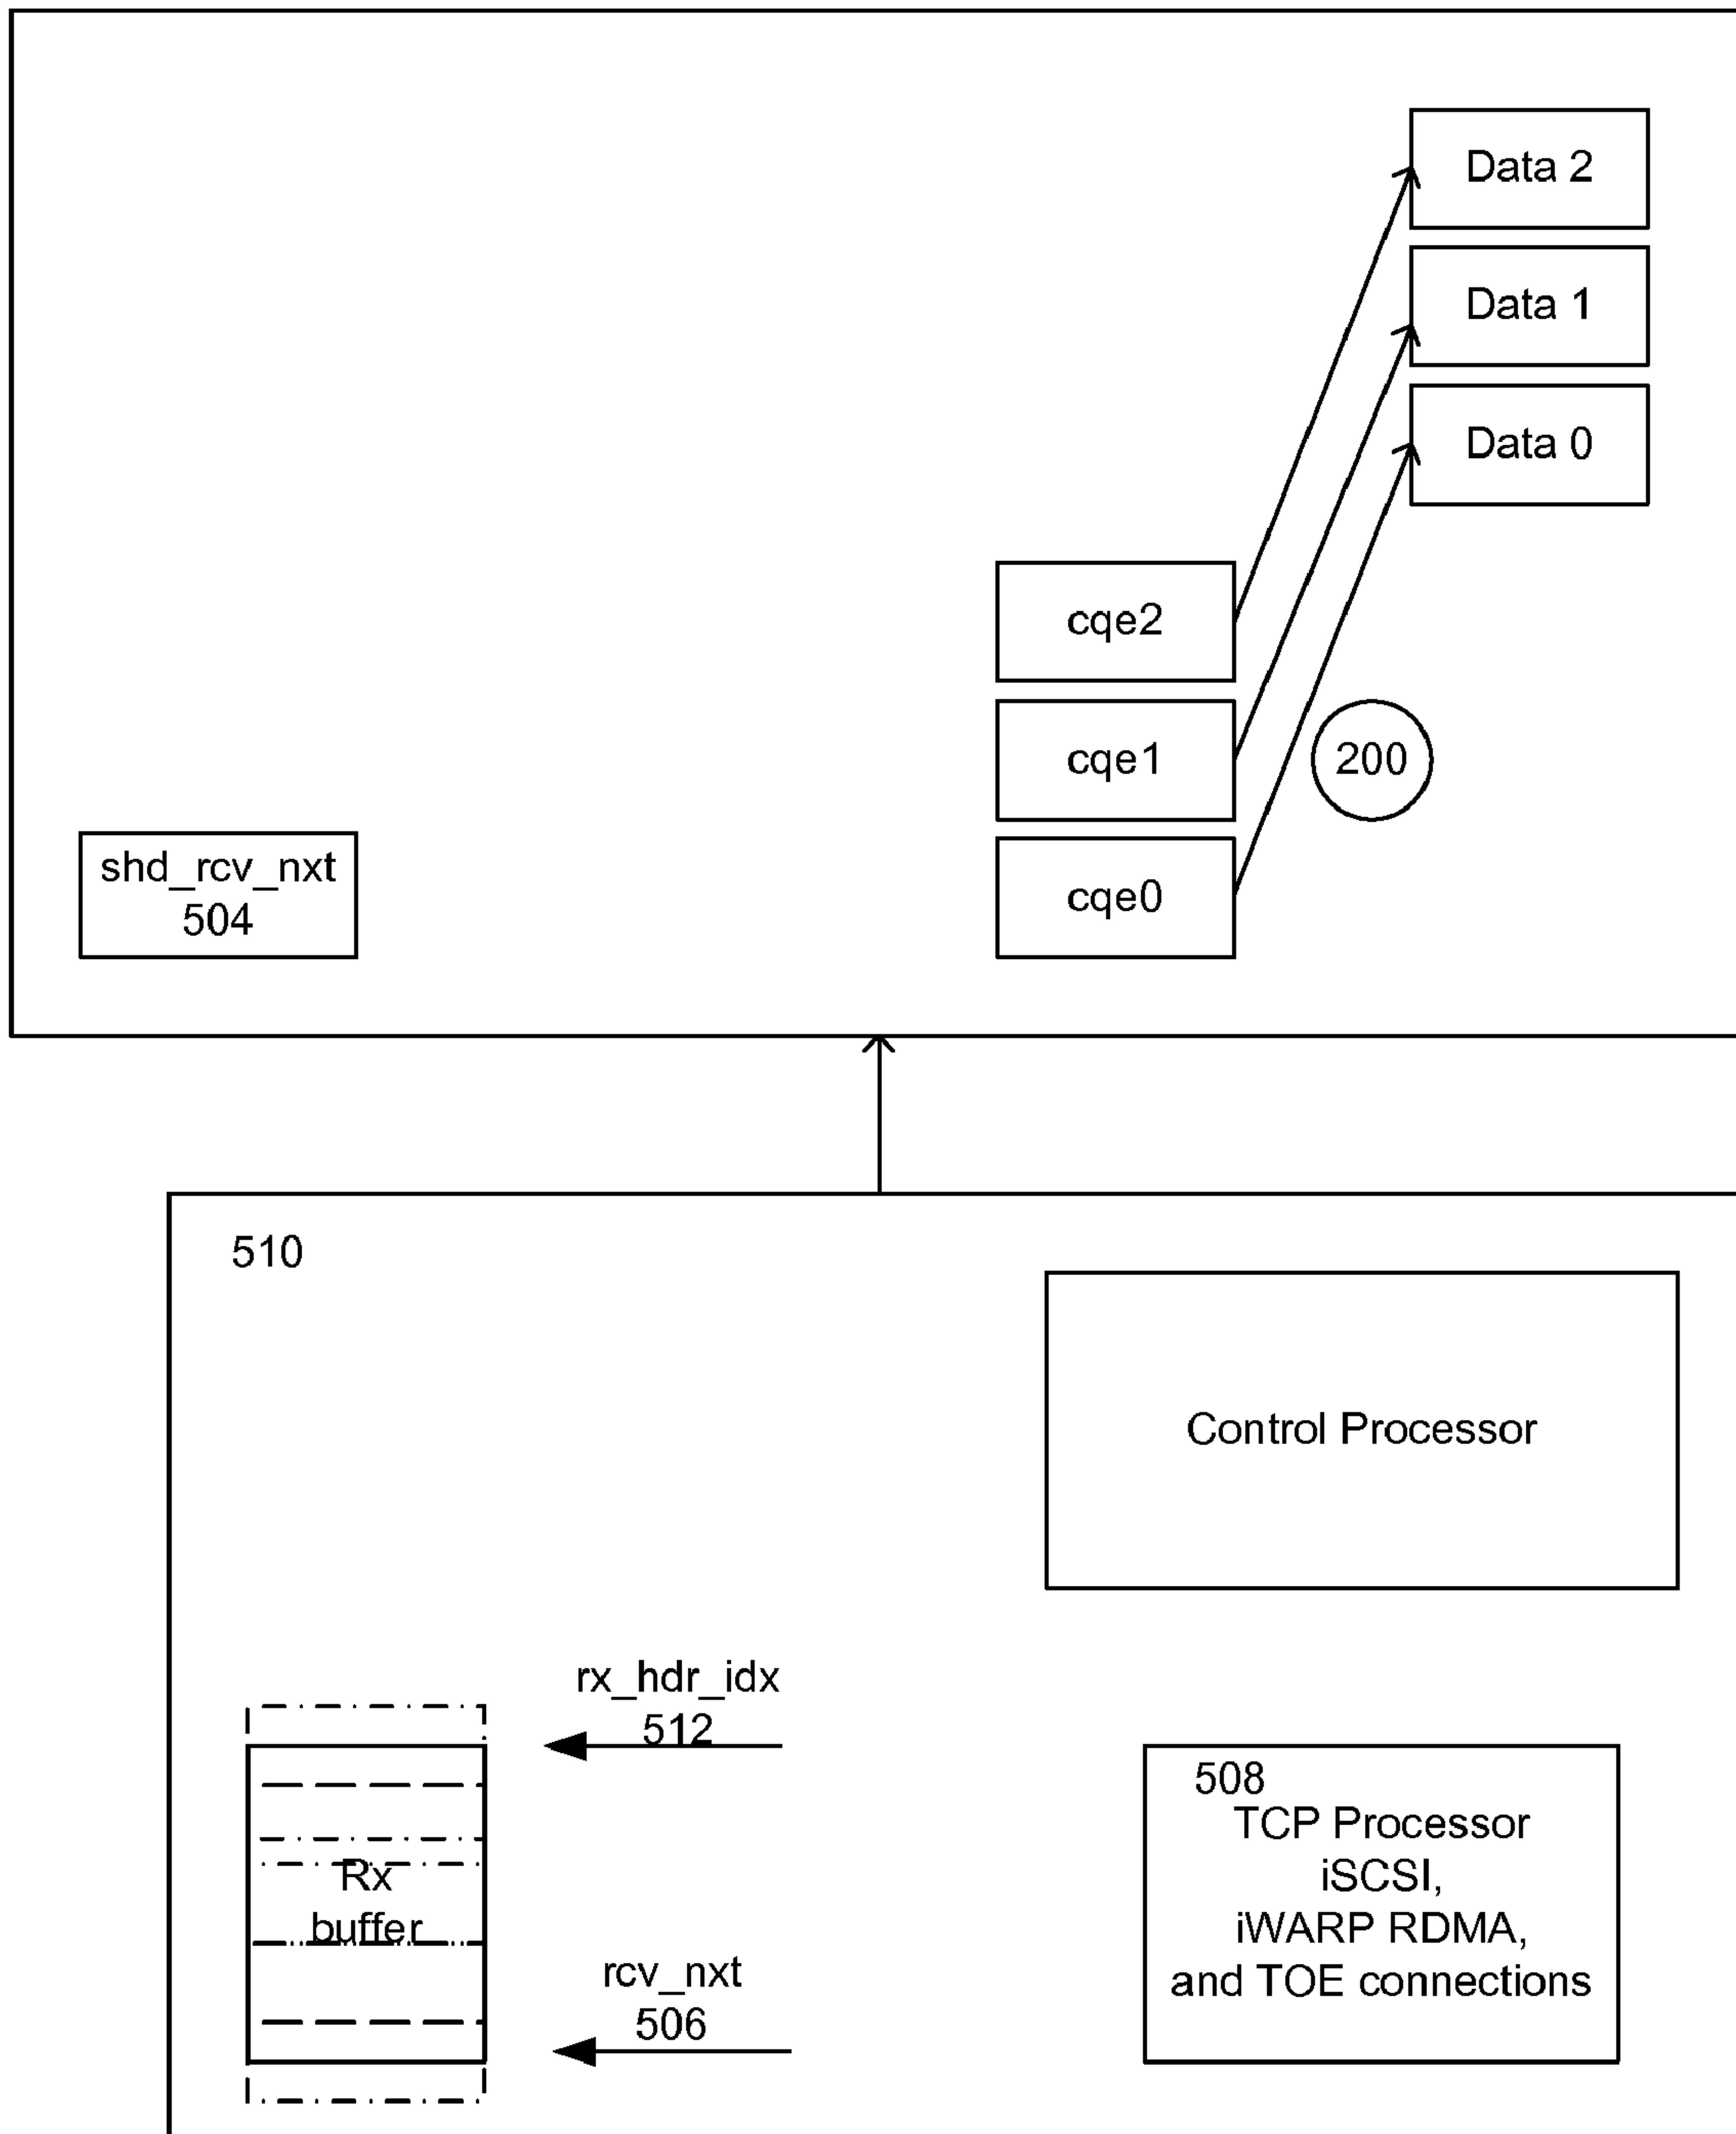 Data 2
Data 1
Data 0
cqe2
cqe1
200
cqe0
shd_rcv_nxt
504
510
Control Processor
rx_hdr_idx
512
Rx
buffer
rcv_nxt
506
508
TCP Processor
iSCSI,
iWARP RDMA,
and TOE connections